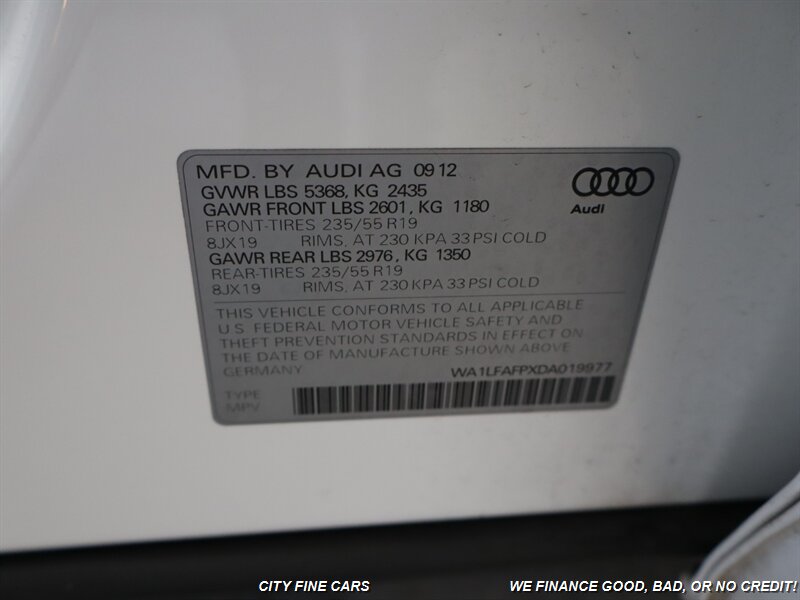 MFD. BY AUDI AG 09 12
GVWR LBS 5368, KG 2435
GAWR FRONT LBS 2601, KG 1180
FRONT-TIRES 235/55 R19
8JX19 RIMS, AT 230 KPA 33 PSI COLD
GAWR REAR LBS 2976, KG 1350
REAR-TIRES 235/55 R19
8JX19 RIMS, AT 230 KPA 33 PSI COLD
Audi
THIS VEHICLE CONFORMS TO ALL APPLICABLE
U.S. FEDERAL MOTOR VEHICLE SAFETY AND
THEFT PREVENTION STANDARDS IN EFFECT ON
THE DATE OF MANUFACTURE SHOWN ABOVE
GERMANY WA1LFAFPXDA019977
TYPE
MPV
CITY FINE CARS WE FINANCE GOOD, BAD, OR NO CREDIT!